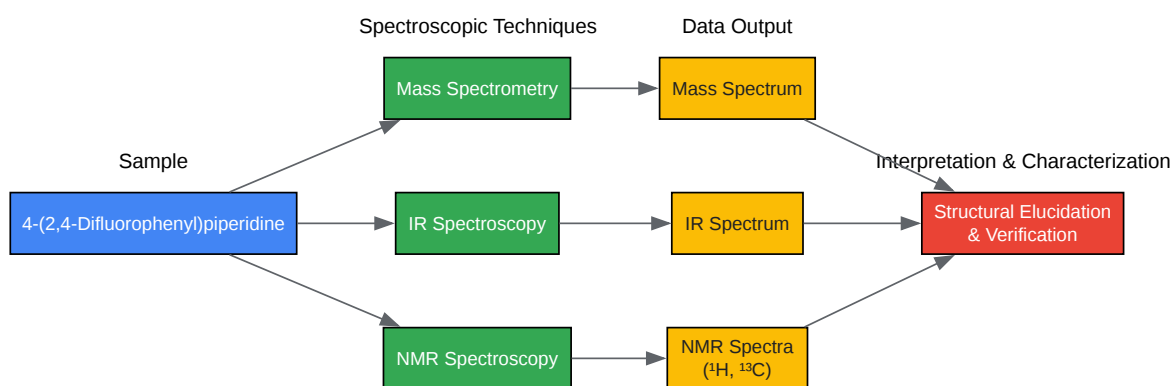 Spectroscopic Techniques
Data Output
Mass Spectrometry
Mass Spectrum
Sample
Interpretation & Characterization
4-(2,4-Difluorophenyl)piperidine
IR Spectroscopy
IR Spectrum
Structural Elucidation
& Verification
NMR Spectroscopy
NMR Spectra
(¹H, ¹³C)